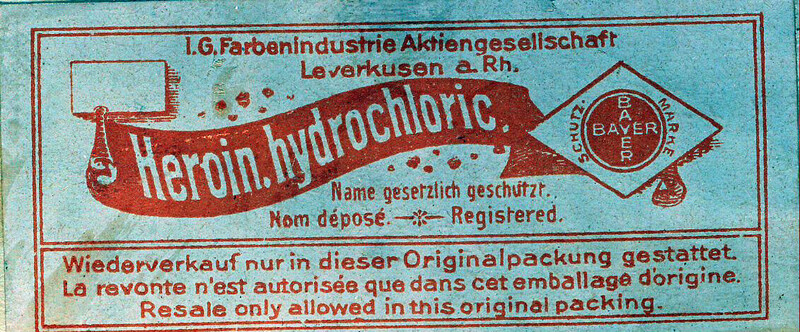 I.G. Farbenindustrie Aktiengesellschaft
Leverkusen a. Rh.
Heroin. hydrochloric.
SCHUTZ-MARKE
BAYER
BAYER
Name gesetzlich geschützt.
Nom déposé. Registered.
Wiederverkauf nur in dieser Originalpackung gestattet.
La revonte n'est autorisée que dans cet emballage d'origine.
Resale only allowed in this original packing.